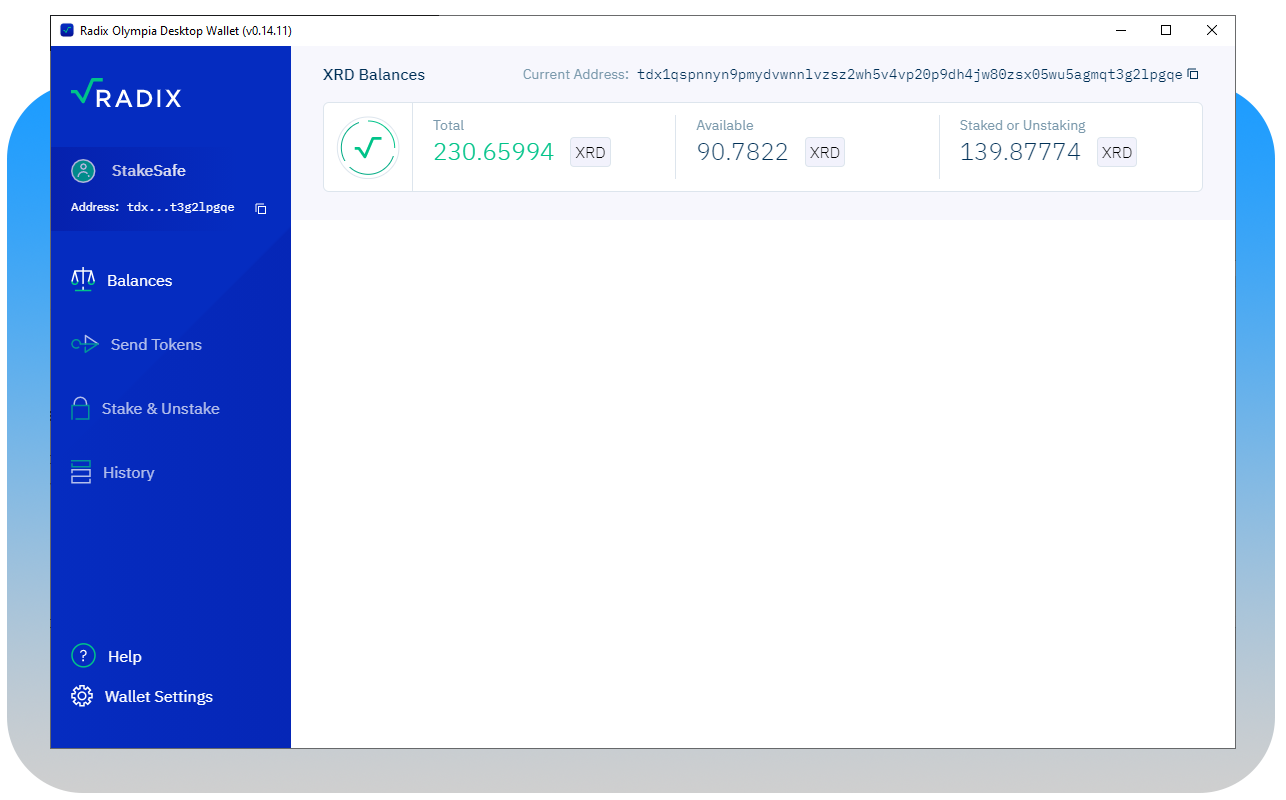 Radix Olympia Desktop Wallet (v0.14.11)
RADIX
StakeSafe
Address: tdx...t3g2lpgqe
Balances
Send Tokens
Stake & Unstake
History
Help
Wallet Settings
XRD Balances
Current Address: tdx1qspnnyn9pmydvwnnlvzsz2wh5v4vp20p9dh4jw80zsx05wu5agmqt3g2lpgqe
Total
230.65994 XRD
Available
90.7822 XRD
Staked or Unstaking
139.87774 XRD